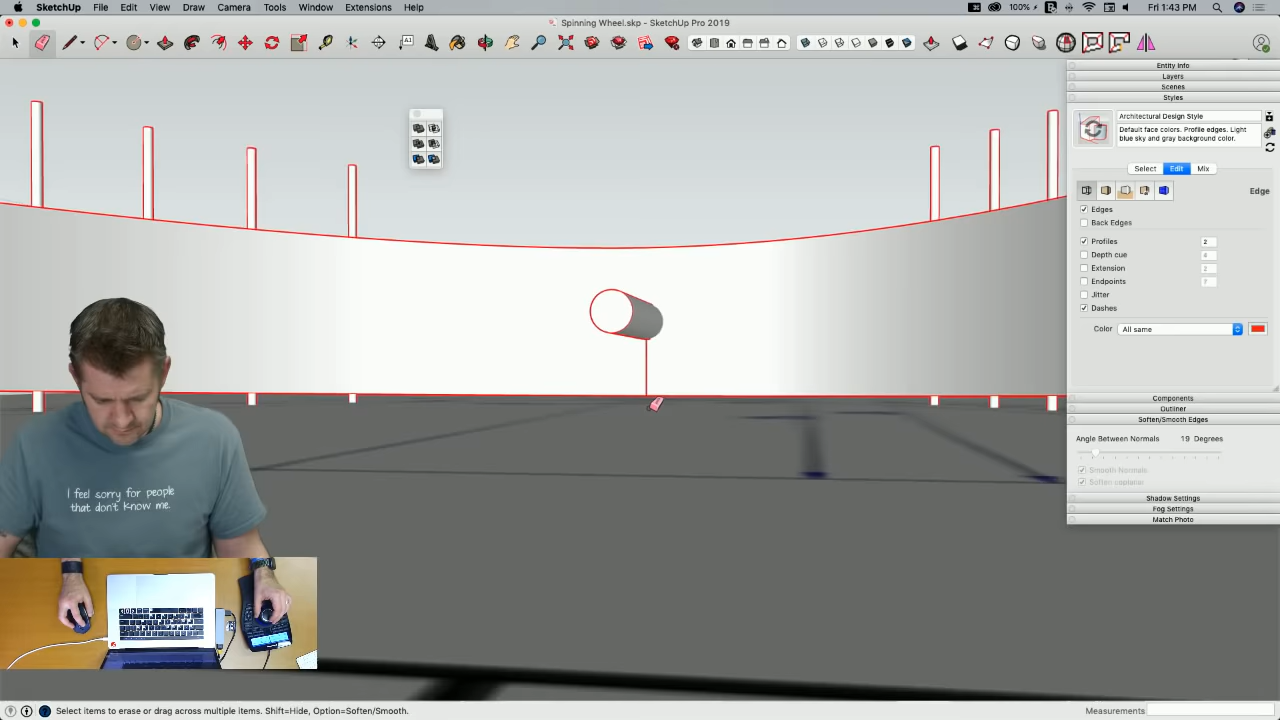 SketchUp File Edit View Draw Camera Tools Window Extensions Help
100% Fri 1:43 PM
Spinning Wheel.skp - SketchUp Pro 2019
Entity Info
Layers
Scenes
Styles
Architectural Design Style
Default face colors. Profile edges. Light
blue sky and gray background color.
Select Edit Mix
Edge
Edges
Back Edges
Profiles 2
Depth cue 4
Extension 2
Endpoints 7
Jitter
Dashes
Color All same
Components
Outliner
Soften/Smooth Edges
Angle Between Normals 19 Degrees
Smooth Normals
Soften coplanar
Shadow Settings
Fog Settings
Match Photo
I feel sorry for people
that don't know me.
Select items to erase or drag across multiple items. Shift=Hide, Option=Soften/Smooth.
Measurements